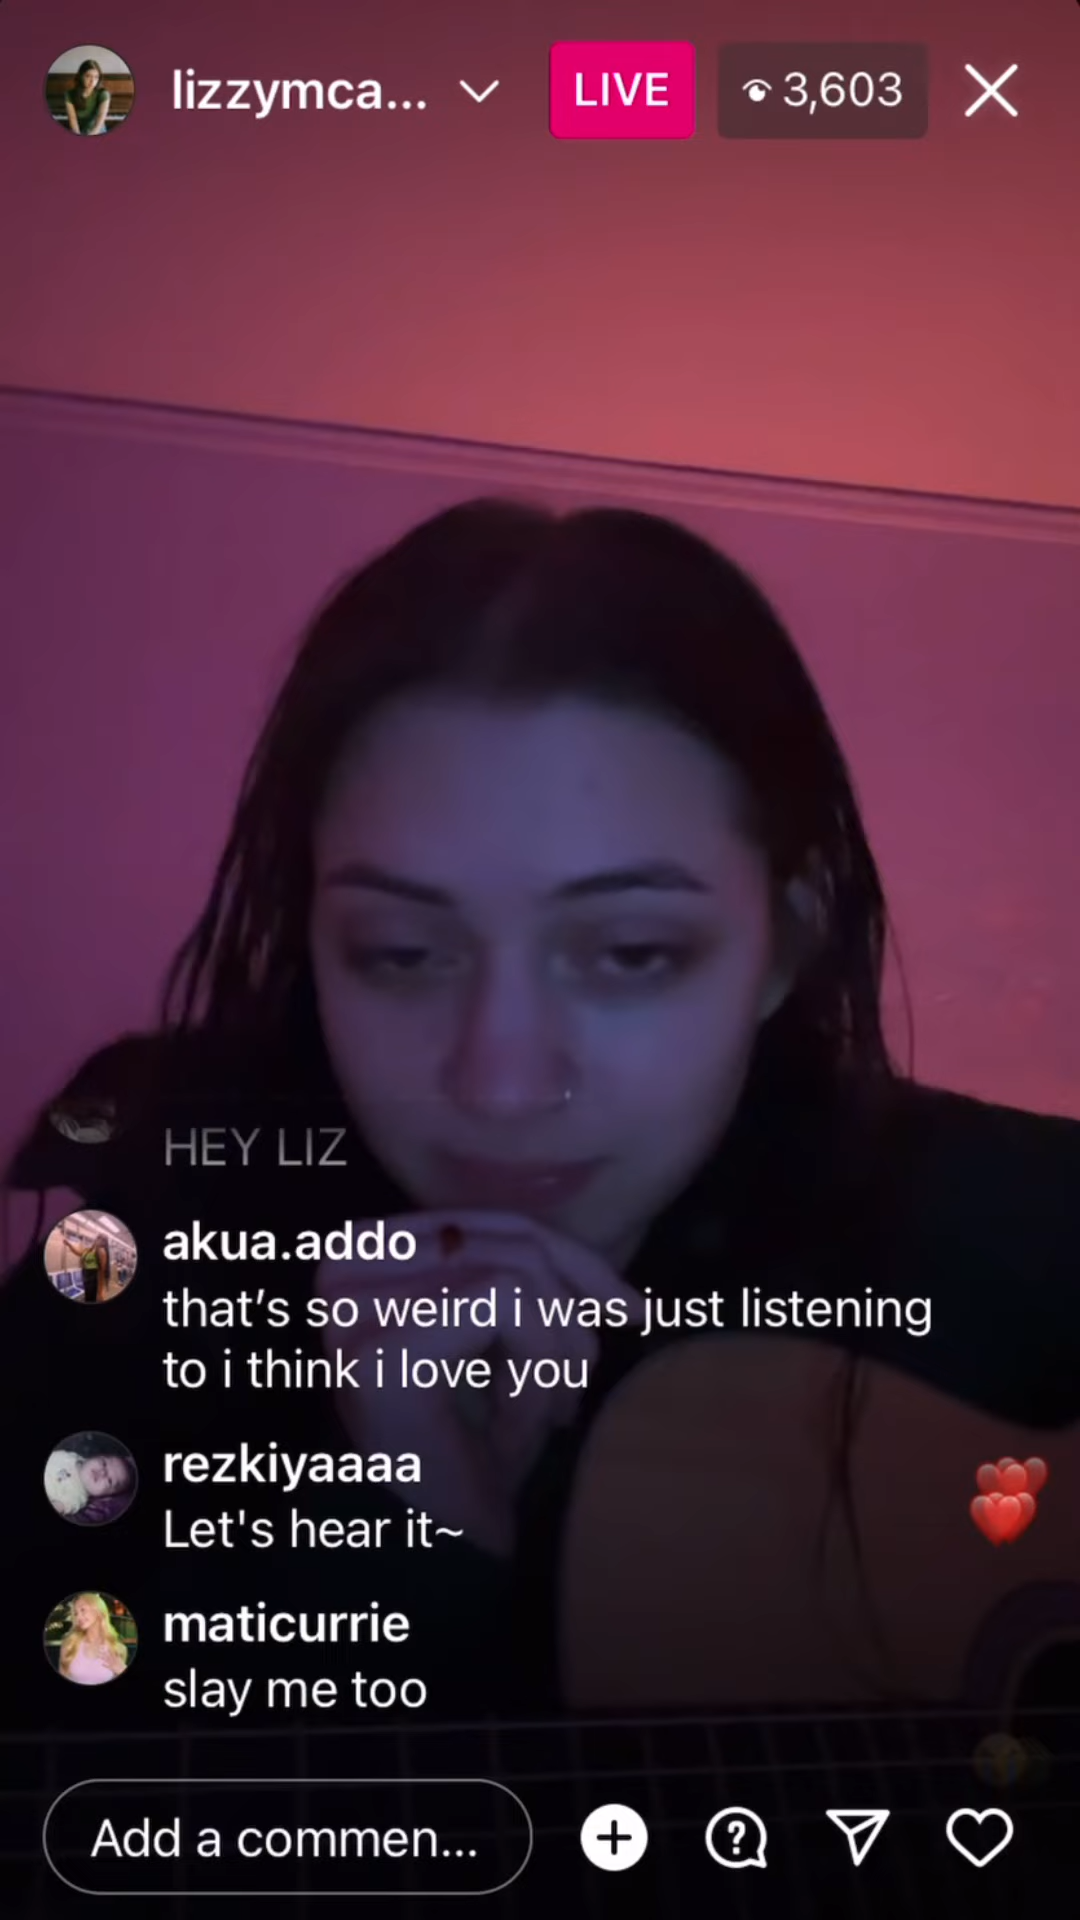 lizzymca...
LIVE
3,603
HEY LIZ
akua.addo
that’s so weird i was just listening
to i think i love you
rezkiyaaaa
Let's hear it~
maticurrie
slay me too
Add a commen...